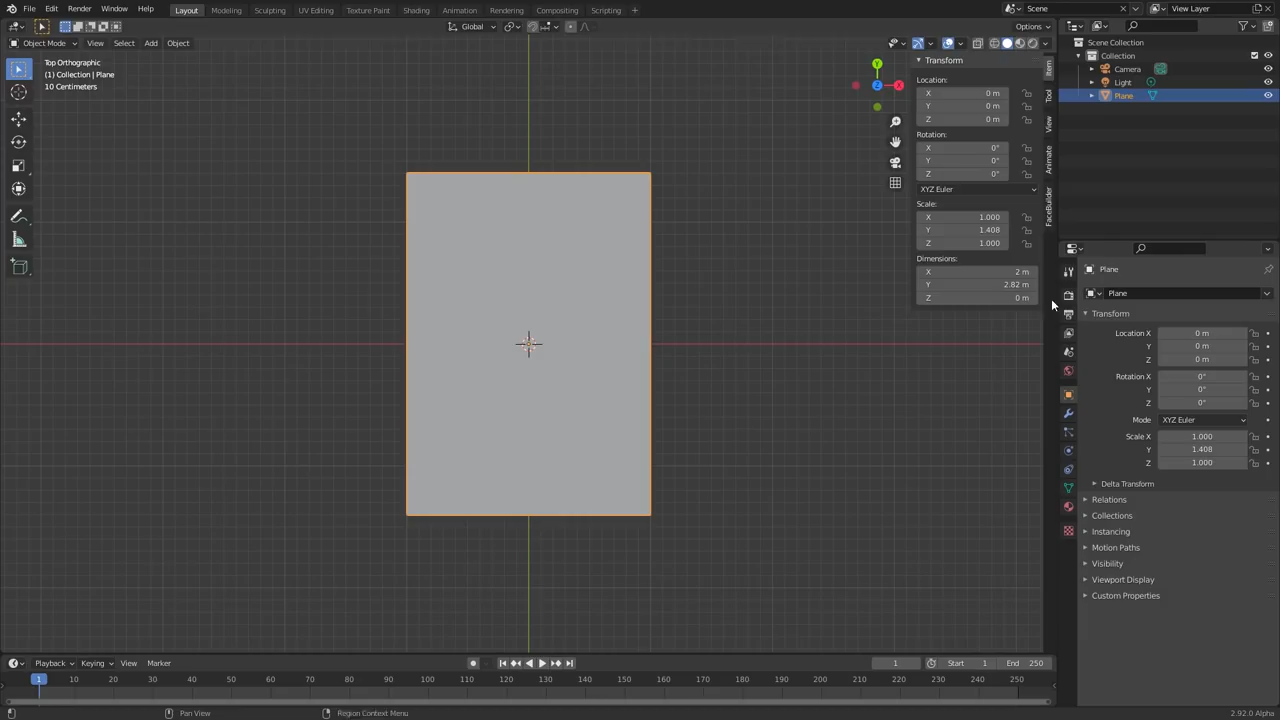 File Edit Render Window Help Layout Modeling Sculpting UV Editing Texture Paint Shading Animation Rendering Compositing Scripting + Scene View Layer
Global Options
Object Mode View Select Add Object
Top Orthographic
(1) Collection | Plane
10 Centimeters
Y
X
Z
Transform
Location:
X 0 m
Y 0 m
Z 0 m
Rotation:
X 0°
Y 0°
Z 0°
XYZ Euler
Scale:
X 1.000
Y 1.408
Z 1.000
Dimensions:
X 2 m
Y 2.82 m
Z 0 m
Item
Tool
View
Animate
FaceBuilder
Scene Collection
Collection
Camera
Light
Plane
Plane
Plane
Transform
Location X 0 m
Y 0 m
Z 0 m
Rotation X 0°
Y 0°
Z 0°
Mode XYZ Euler
Scale X 1.000
Y 1.408
Z 1.000
Delta Transform
Relations
Collections
Instancing
Motion Paths
Visibility
Viewport Display
Custom Properties
Playback Keying View Marker 1 Start 1 End 250
1 10 20 30 40 50 60 70 80 90 100 110 120 130 140 150 160 170 180 190 200 210 220 230 240 250
Pan View Region Context Menu 2.92.0 Alpha